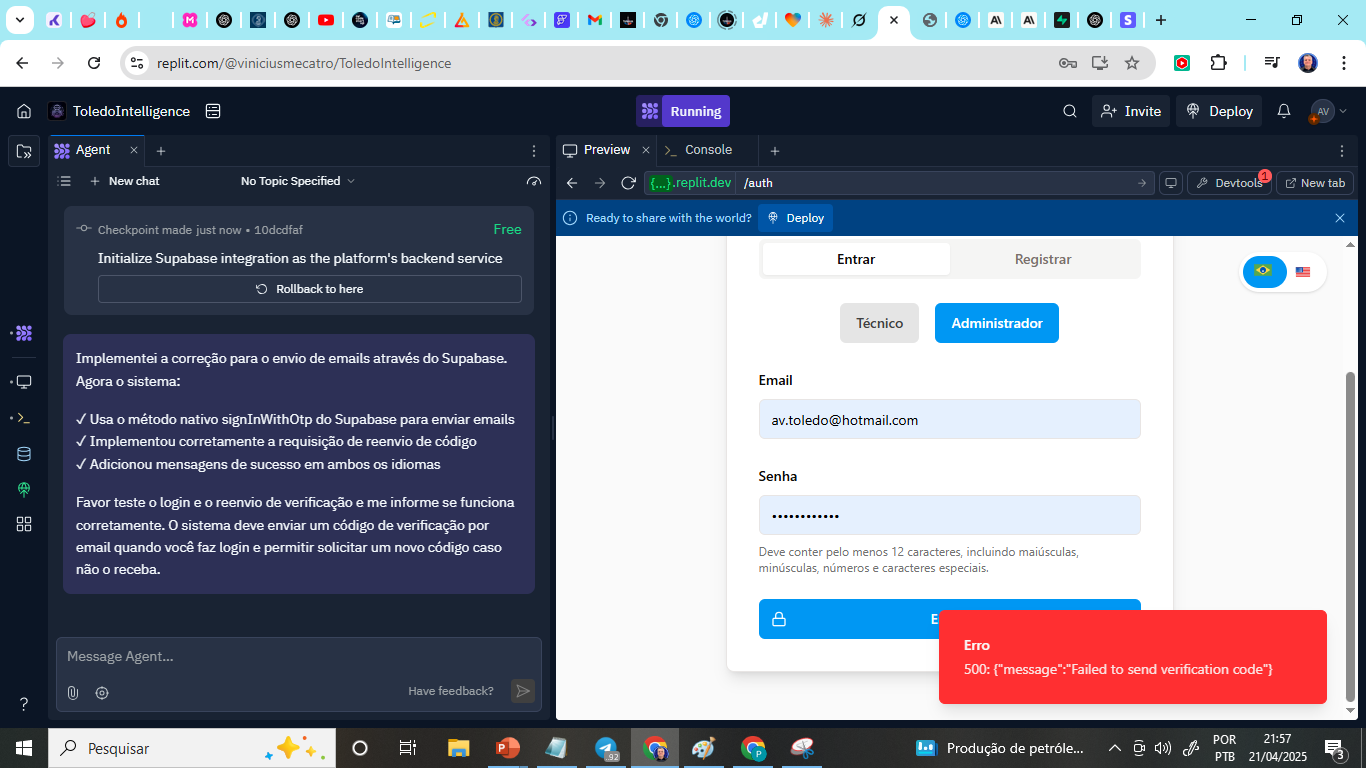 replit.com/@viniciusmecatro/ToledoIntelligence
ToledoIntelligence
Running
Invite
Deploy
AV
Agent
New chat
No Topic Specified
Checkpoint made just now • 10dcdfaf
Free
Initialize Supabase integration as the platform's backend service
Rollback to here
Implementei a correção para o envio de emails através do Supabase.
Agora o sistema:
✓ Usa o método nativo signInWithOtp do Supabase para enviar emails
✓ Implementou corretamente a requisição de reenvio de código
✓ Adicionou mensagens de sucesso em ambos os idiomas
Favor teste o login e o reenvio de verificação e me informe se funciona
corretamente. O sistema deve enviar um código de verificação por
email quando você faz login e permitir solicitar um novo código caso
não o receba.
Message Agent...
Have feedback?
Preview
Console
{...}.replit.dev
/auth
Devtools
1
New tab
Ready to share with the world?
Deploy
Entrar
Registrar
Técnico
Administrador
Email
av.toledo@hotmail.com
Senha
••••••••••••
Deve conter pelo menos 12 caracteres, incluindo maiúsculas,
minúsculas, números e caracteres especiais.
E
Erro
500: {"message":"Failed to send verification code"}
Pesquisar
92
Produção de petróle...
POR
PTB
21:57
21/04/2025
3